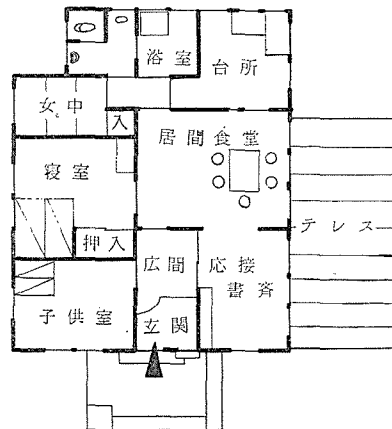 浴室
台所
女中
入
居間食堂
寝室
テレス
押入
広間
応接
書斉
子供室
玄関